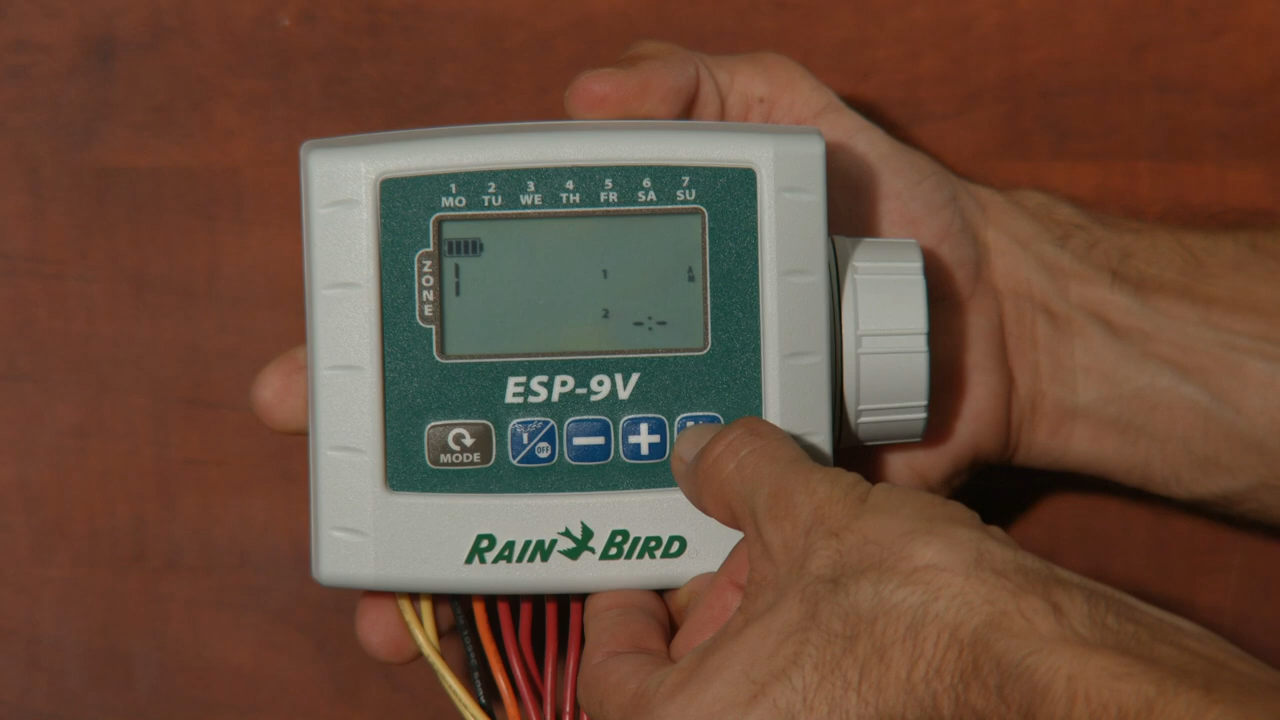 1 2 3 4 5 6 7
MO TU WE TH FR SA SU
ZONE
1 1 AM
2 -:-
ESP-9V
MODE
OFF
RAIN BIRD